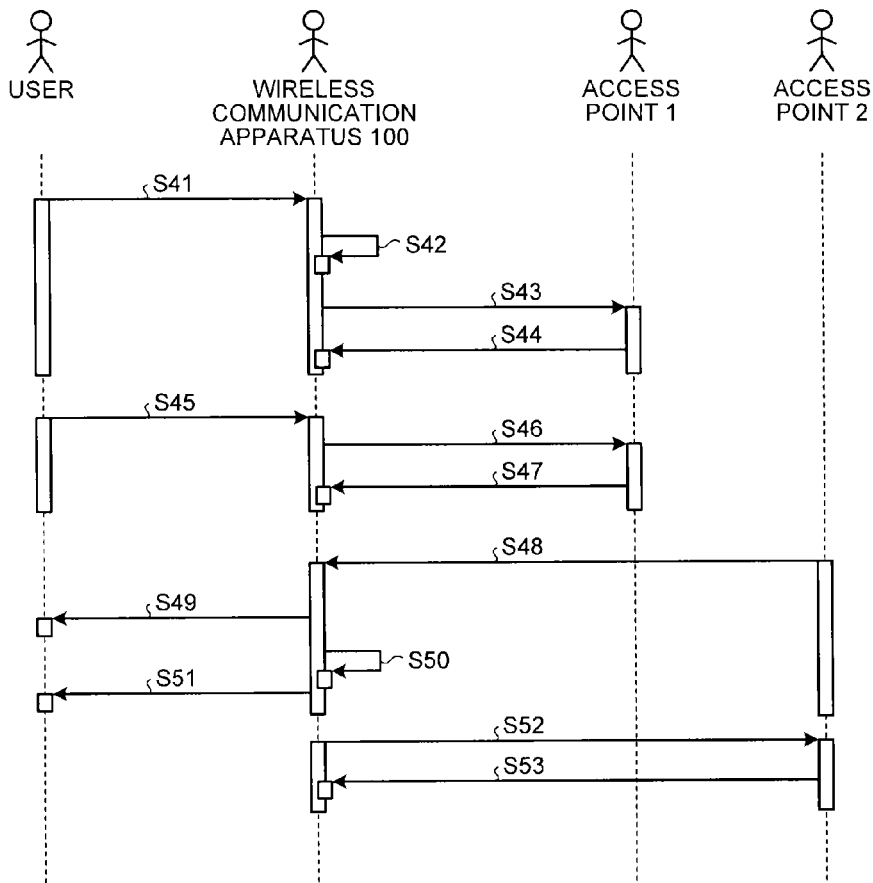 USER
WIRELESS
COMMUNICATION
APPARATUS 100
ACCESS
POINT 1
ACCESS
POINT 2
S41
S42
S43
S44
S45
S46
S47
S48
S49
S50
S51
S52
S53